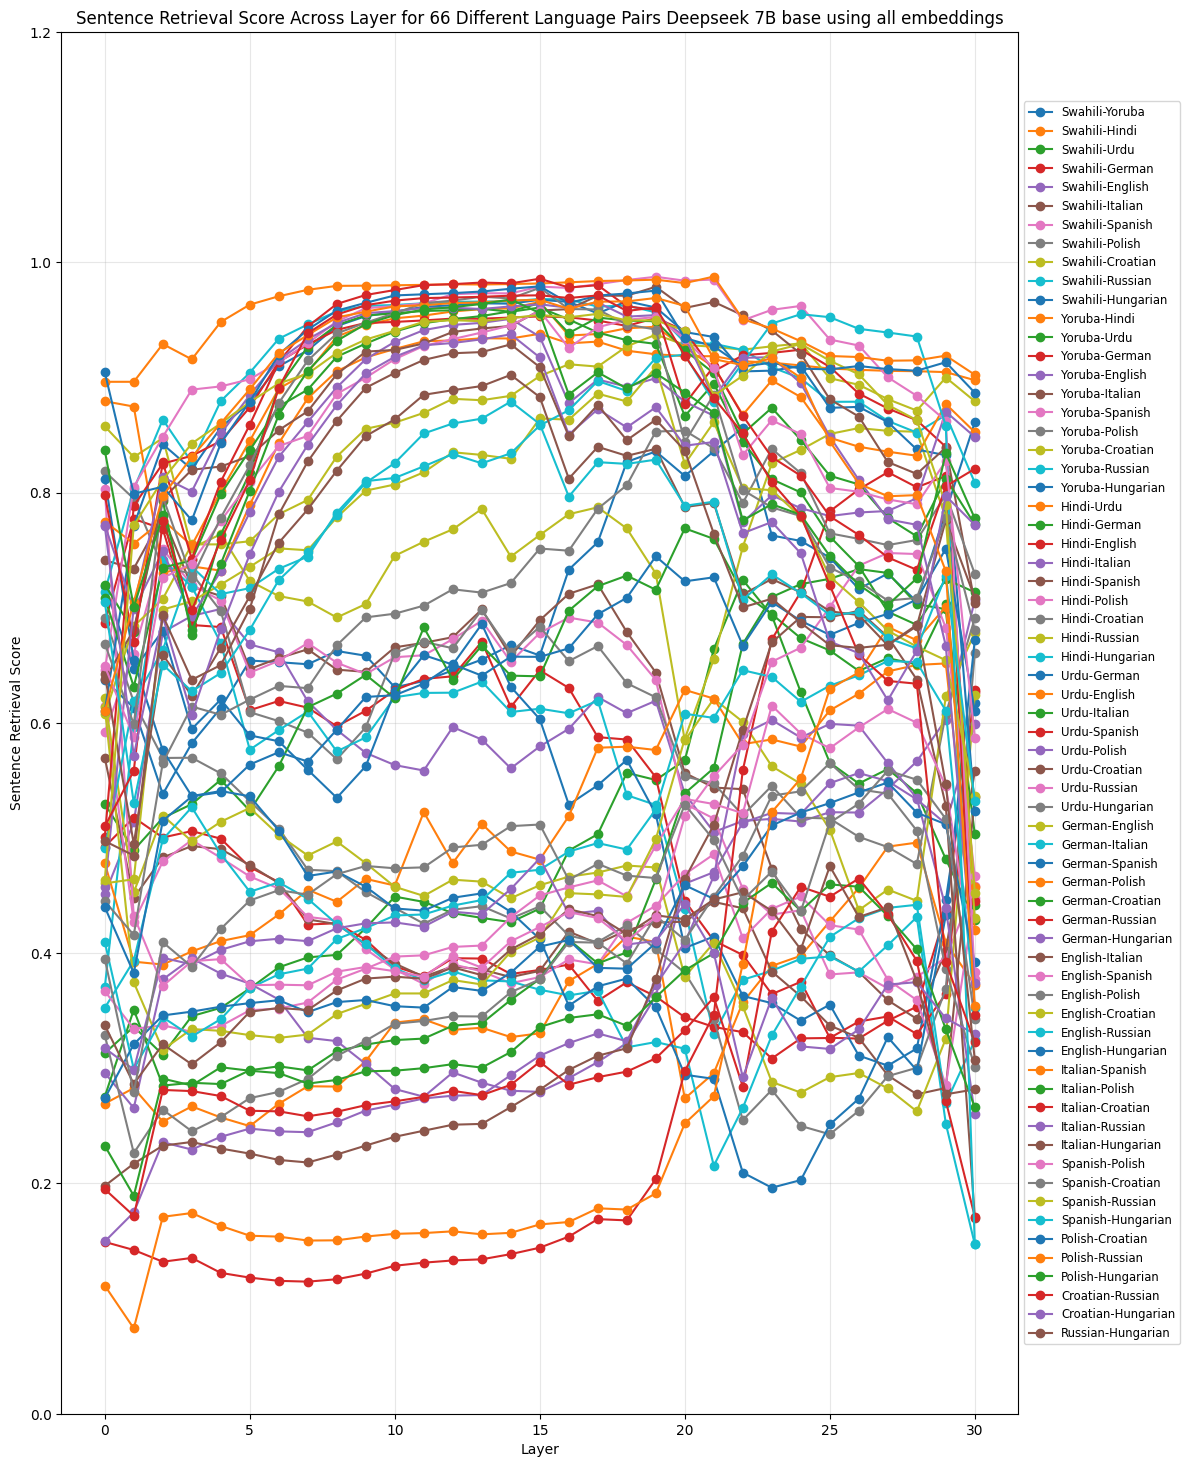 Sentence Retrieval Score Across Layer for 66 Different Language Pairs Deepseek 7B base using all embeddings
1.2
1.0
0.8
0.6
0.4
0.2
0.0
Sentence Retrieval Score
0 5 10 15 20 25 30
Layer
Swahili-Yoruba
Swahili-Hindi
Swahili-Urdu
Swahili-German
Swahili-English
Swahili-Italian
Swahili-Spanish
Swahili-Polish
Swahili-Croatian
Swahili-Russian
Swahili-Hungarian
Yoruba-Hindi
Yoruba-Urdu
Yoruba-German
Yoruba-English
Yoruba-Italian
Yoruba-Spanish
Yoruba-Polish
Yoruba-Croatian
Yoruba-Russian
Yoruba-Hungarian
Hindi-Urdu
Hindi-German
Hindi-English
Hindi-Italian
Hindi-Spanish
Hindi-Polish
Hindi-Croatian
Hindi-Russian
Hindi-Hungarian
Urdu-German
Urdu-English
Urdu-Italian
Urdu-Spanish
Urdu-Polish
Urdu-Croatian
Urdu-Russian
Urdu-Hungarian
German-English
German-Italian
German-Spanish
German-Polish
German-Croatian
German-Russian
German-Hungarian
English-Italian
English-Spanish
English-Polish
English-Croatian
English-Russian
English-Hungarian
Italian-Spanish
Italian-Polish
Italian-Croatian
Italian-Russian
Italian-Hungarian
Spanish-Polish
Spanish-Croatian
Spanish-Russian
Spanish-Hungarian
Polish-Croatian
Polish-Russian
Polish-Hungarian
Croatian-Russian
Croatian-Hungarian
Russian-Hungarian